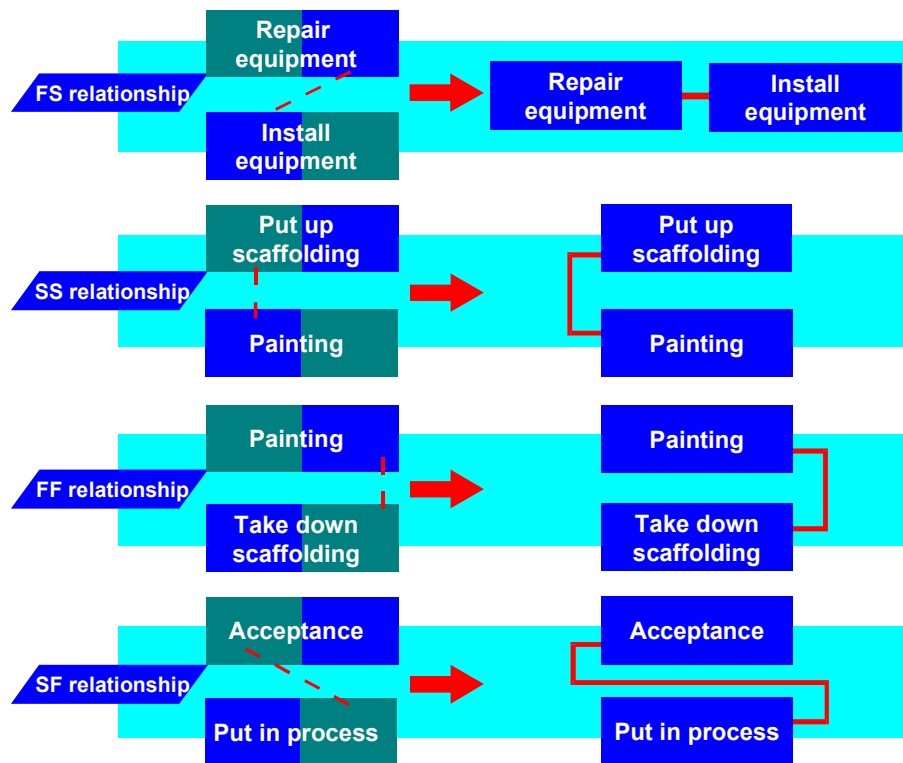 Repair
equipment
FS relationship
Install
equipment
Repair
equipment
Install
equipment
Put up
scaffolding
SS relationship
Painting
Put up
scaffolding
Painting
Painting
FF relationship
Take down
scaffolding
Painting
Take down
scaffolding
Acceptance
SF relationship
Put in process
Acceptance
Put in process